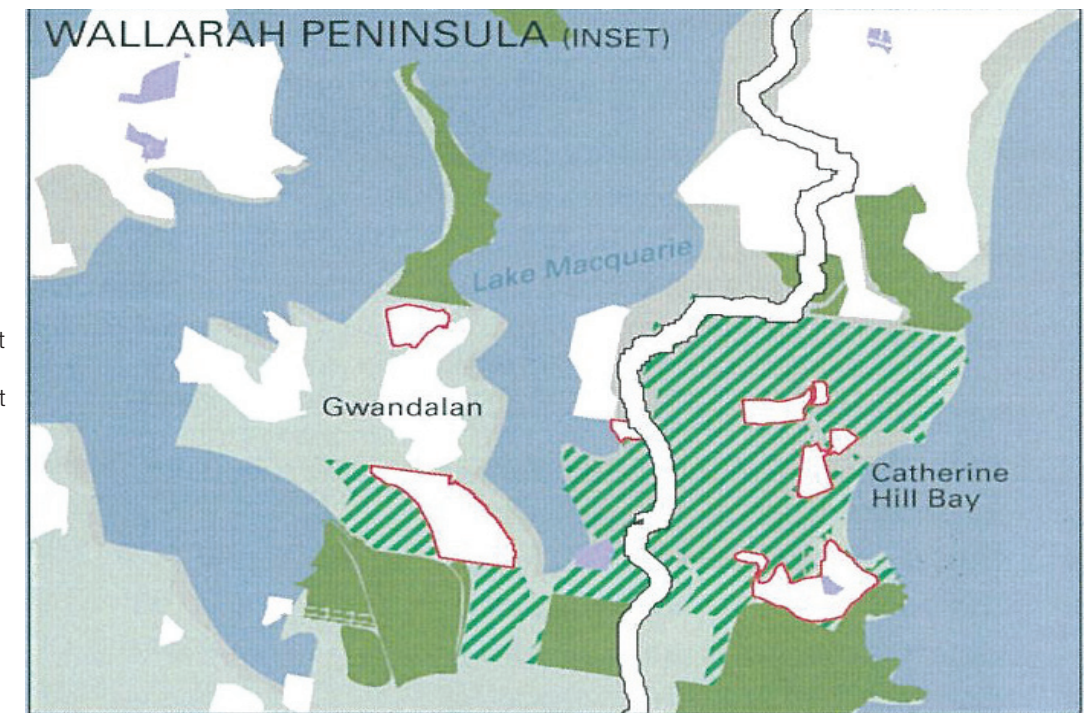 WALLARAH PENINSULA (INSET)
Lake Macquarie
t
t
Gwandalan
Catherine
Hill Bay